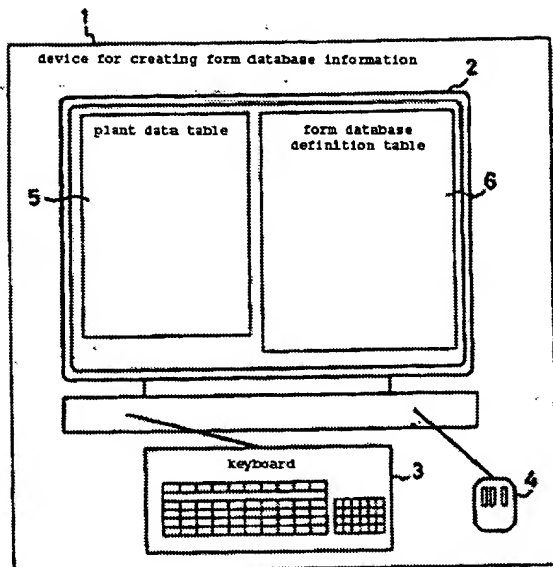 1
device for creating form database information
2
plant data table
form database
definition table
5
6
keyboard
3
4